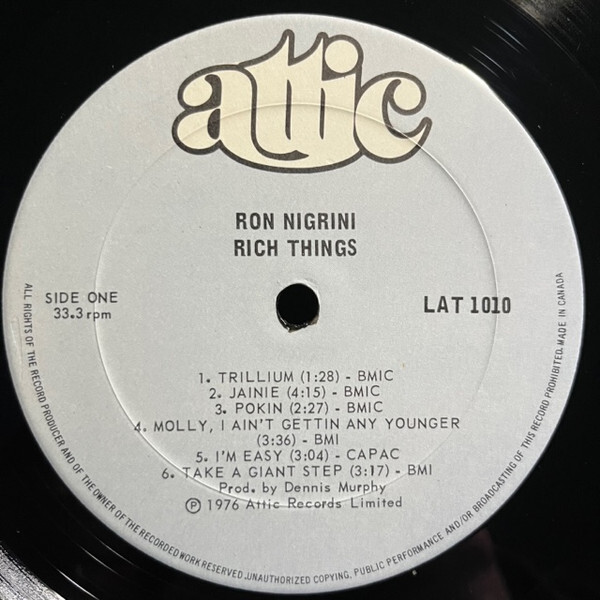 attic
RON NIGRINI
RICH THINGS
SIDE ONE
33.3 rpm
LAT 1010
1. TRILLIUM (1:28) - BMIC
2. JAINIE (4:15) - BMIC
3. POKIN (2:27) - BMIC
4. MOLLY, I AIN'T GETTIN ANY YOUNGER
(3:36) - BMI
5. I'M EASY (3:04) - CAPAC
6. TAKE A GIANT STEP (3:17) - BMI
Prod. by Dennis Murphy
Ⓟ 1976 Attic Records Limited
ALL RIGHTS OF THE RECORD PRODUCER AND OF THE OWNER OF THE RECORDED WORK RESERVED. UNAUTHORIZED COPYING, PUBLIC PERFORMANCE AND/OR BROADCASTING OF THIS RECORD PROHIBITED. MADE IN CANADA